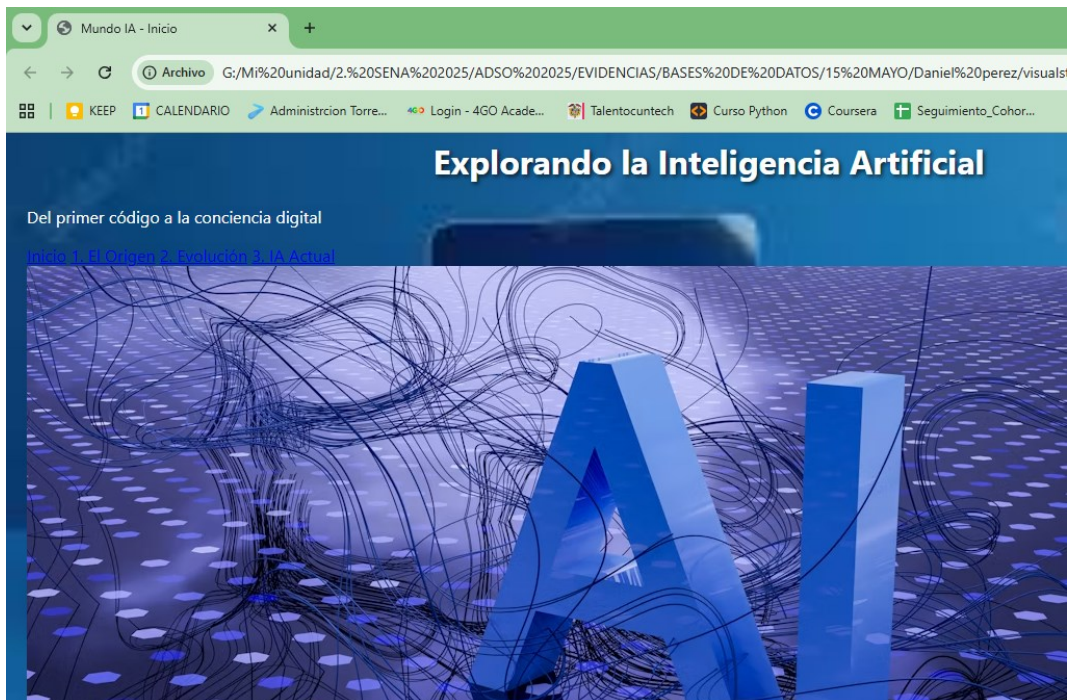 Mundo IA - Inicio
Archivo G:/Mi%20unidad/2.%20SENA%202025/ADSO%202025/EVIDENCIAS/BASES%20DE%20DATOS/15%20MAYO/Daniel%20perez/visualst
KEEP CALENDARIO Administrcion Torre... 4GO Login - 4GO Acade... Talentocuntech Curso Python Coursera Seguimiento_Cohor...
Explorando la Inteligencia Artificial
Del primer código a la conciencia digital
Inicio 1. El Origen 2. Evolución 3. IA Actual
AI